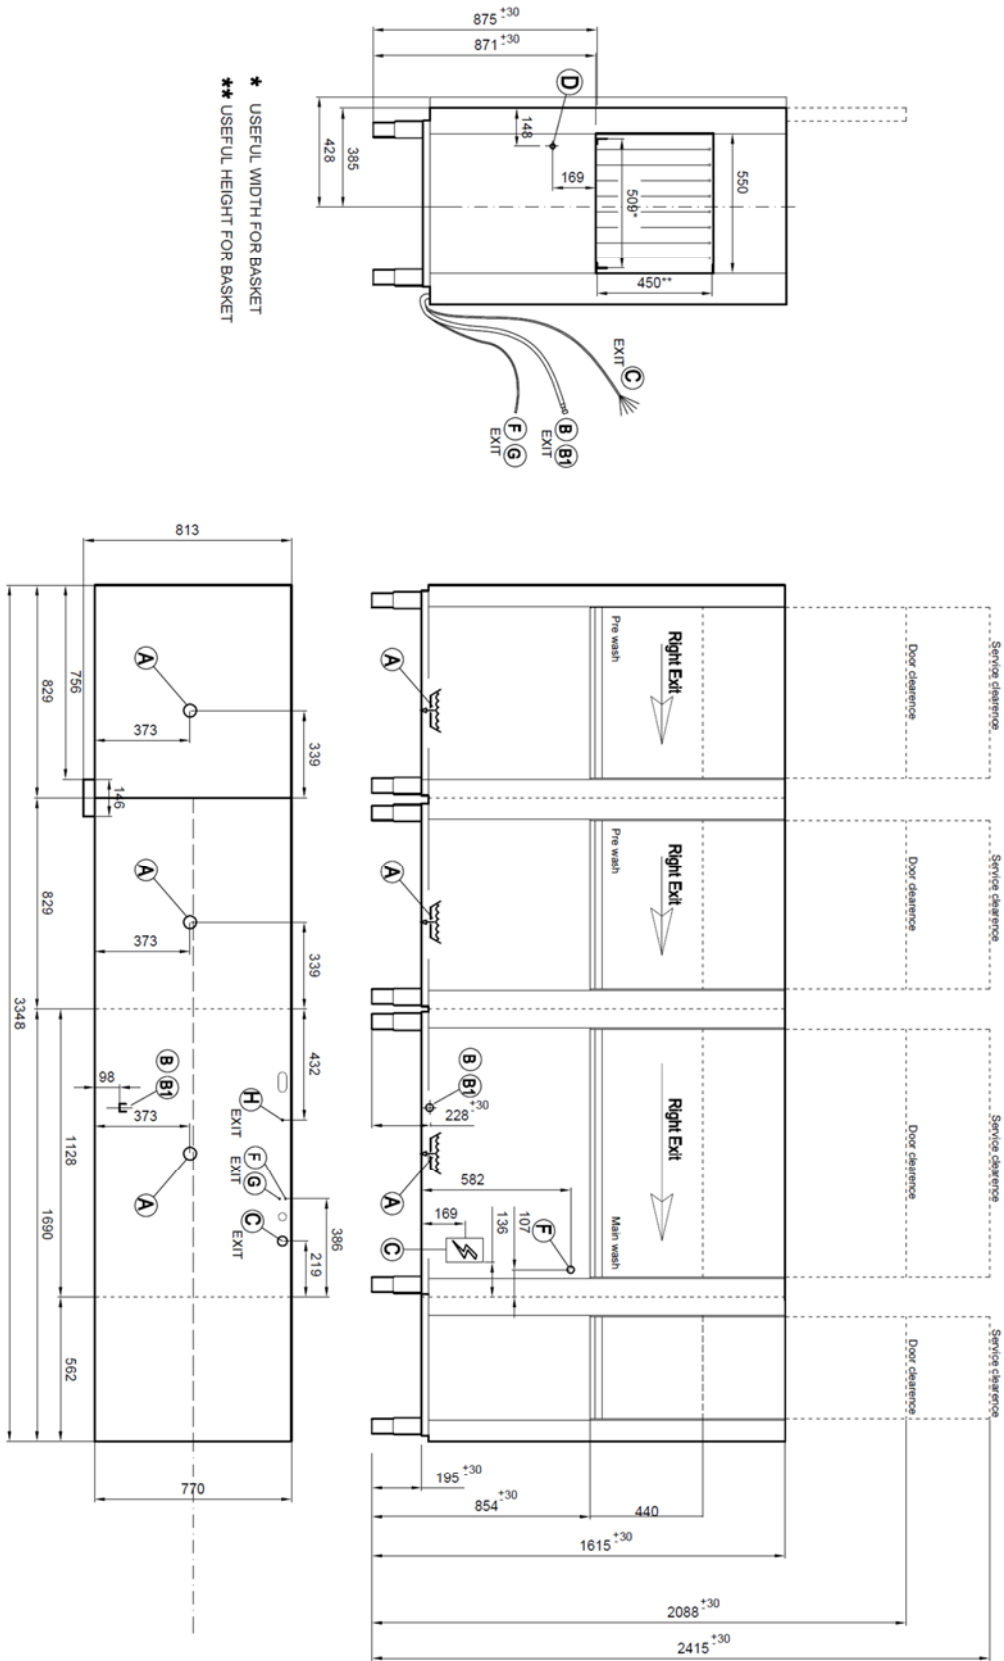 875 +30 -
871 +30 -
D
* USEFUL WIDTH FOR BASKET
** USEFUL HEIGHT FOR BASKET
148
385
428
169
509*
550
450**
C
EXIT
B B1
EXIT
F G
EXIT
813
756
829
A
373
339
146
829
A
373
339
3348
98
B B1
373
A
432
H
EXIT
F G
EXIT
C
EXIT
386
219
1128
1690
562
770
Pre wash
Right Exit
Door clearence
Service clearence
A
Pre wash
Right Exit
Door clearence
Service clearence
A
B B1
228 +30 -
Right Exit
Door clearence
Service clearence
A
582
169
136
107
C
F
Main wash
Door clearence
Service clearence
195 +30 -
854 +30 -
440
1615 +30 -
2088 +30 -
2415 +30 -